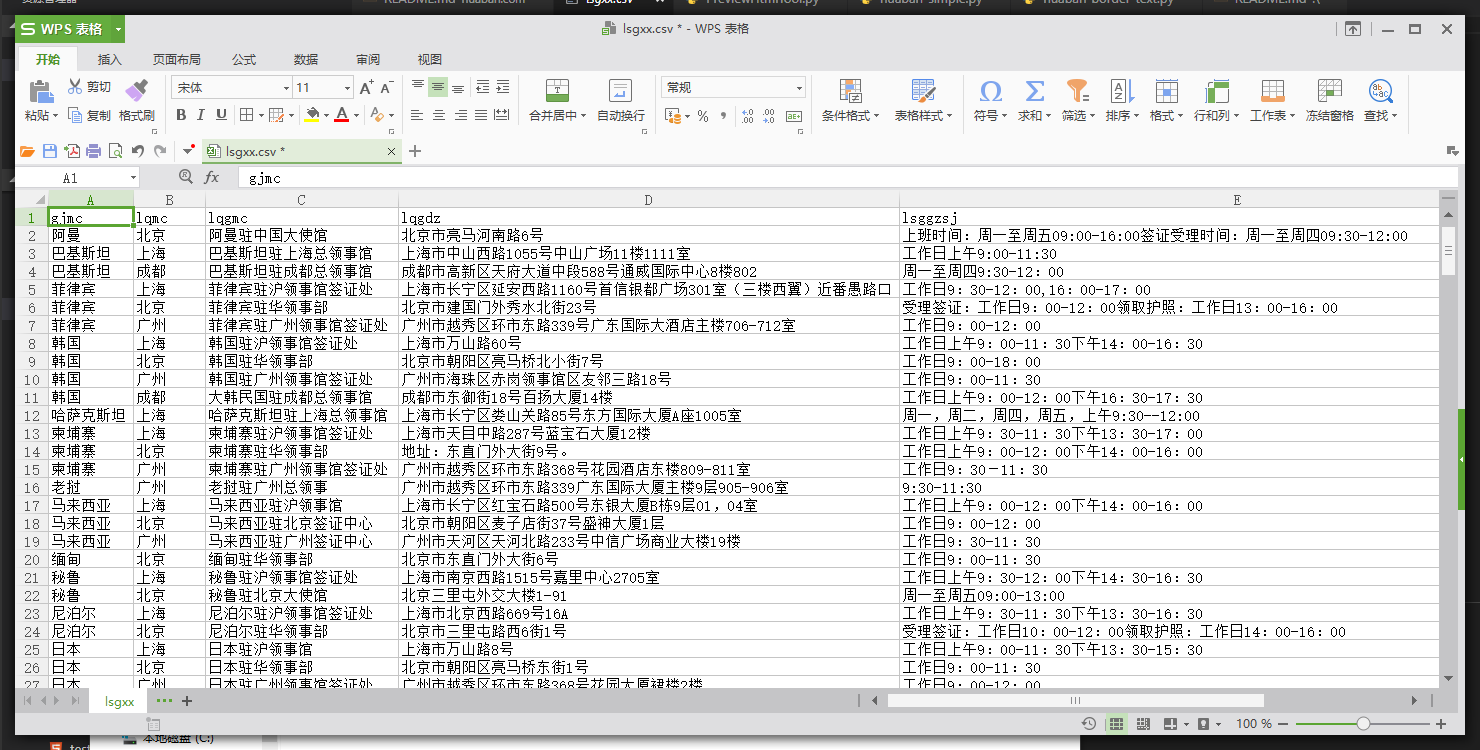 README.md-huaban.com lsgxx.csv PreviewHtmlTool.py huaban-simple.py huaban-border-text.py
S WPS 表格
lsgxx.csv * - WPS 表格
开始 插入 页面布局 公式 数据 审阅 视图
剪切 宋体 11 常规
粘贴 复制 格式刷 合并居中 自动换行 条件格式 表格样式 符号 求和 筛选 排序 格式 行和列 工作表 冻结窗格 查找
lsgxx.csv *
A1 fx gjmc
A B C D E
1 gjmc lqmc lqgmc lqgdz lsggzsj
2 阿曼 北京 阿曼驻中国大使馆 北京市亮马河南路6号 上班时间：周一至周五09:00-16:00签证受理时间：周一至周四09:30-12:00
3 巴基斯坦 上海 巴基斯坦驻上海总领事馆 上海市中山西路1055号中山广场11楼1111室 工作日上午9:00-11:30
4 巴基斯坦 成都 巴基斯坦驻成都总领事馆 成都市高新区天府大道中段588号通威国际中心8楼802 周一至周四9:30-12：00
5 菲律宾 上海 菲律宾驻沪领事馆签证处 上海市长宁区延安西路1160号首信银都广场301室（三楼西翼）近番愚路口 工作日9：30-12：00,16：00-17：00
6 菲律宾 北京 菲律宾驻华领事部 北京市建国门外秀水北街23号 受理签证：工作日9：00-12：00领取护照：工作日13：00-16：00
7 菲律宾 广州 菲律宾驻广州领事馆签证处 广州市越秀区环市东路339号广东国际大酒店主楼706-712室 工作日9：00-12：00
8 韩国 上海 韩国驻沪领事馆签证处 上海市万山路60号 工作日上午9：00-11：30下午14：00-16：30
9 韩国 北京 韩国驻华领事部 北京市朝阳区亮马桥北小街7号 工作日9：00-18：00
10 韩国 广州 韩国驻广州领事馆签证处 广州市海珠区赤岗领事馆区友邻三路18号 工作日9：00-11：30
11 韩国 成都 大韩民国驻成都总领事馆 成都市东御街18号百扬大厦14楼 工作日上午9：00-12：00下午16：30-17：30
12 哈萨克斯坦 上海 哈萨克斯坦驻上海总领事馆 上海市长宁区娄山关路85号东方国际大厦A座1005室 周一，周二，周四，周五，上午9:30--12:00
13 柬埔寨 上海 柬埔寨驻沪领事馆签证处 上海市天目中路287号蓝宝石大厦12楼 工作日上午9：30-11：30下午13：30-17：00
14 柬埔寨 北京 柬埔寨驻华领事部 地址：东直门外大街9号。 工作日上午9：00-12：00下午14：00-16：00
15 柬埔寨 广州 柬埔寨驻广州领事馆签证处 广州市越秀区环市东路368号花园酒店东楼809-811室 工作日9：30－11：30
16 老挝 广州 老挝驻广州总领事 广州市越秀区环市东路339广东国际大厦主楼9层905-906室 9:30-11:30
17 马来西亚 上海 马来西亚驻沪领事馆 上海市长宁区红宝石路500号东银大厦B栋9层01，04室 工作日上午9：00-12：00下午14：00-16：00
18 马来西亚 北京 马来西亚驻北京签证中心 北京市朝阳区麦子店街37号盛神大厦1层 工作日9：00-12：00
19 马来西亚 广州 马来西亚驻广州签证中心 广州市天河区天河北路233号中信广场商业大楼19楼 工作日9：30-11：30
20 缅甸 北京 缅甸驻华领事部 北京市东直门外大街6号 工作日9：00-11：30
21 秘鲁 上海 秘鲁驻沪领事馆签证处 上海市南京西路1515号嘉里中心2705室 工作日上午9：30-12：00下午14：30-16：30
22 秘鲁 北京 秘鲁驻北京大使馆 北京三里屯外交大楼1-91 周一至周五09:00-13:00
23 尼泊尔 上海 尼泊尔驻沪领事馆签证处 上海市北京西路669号16A 工作日上午9：30-11：30下午13：30-16：30
24 尼泊尔 北京 尼泊尔驻华领事部 北京市三里屯路西6街1号 受理签证：工作日10：00-12：00领取护照：工作日14：00-16：00
25 日本 上海 日本驻沪领事馆 上海市万山路8号 工作日上午9：00-11：30下午13：30-15：30
26 日本 北京 日本驻华领事部 北京市朝阳区亮马桥东街1号 工作日9：00-11：30
27 日本 广州 日本驻广州领事馆签证处 广州市越秀区环市东路368号花园大厦裙楼2楼 工作日9：00-12：00
lsgxx
100 %
本地磁盘 (C:)